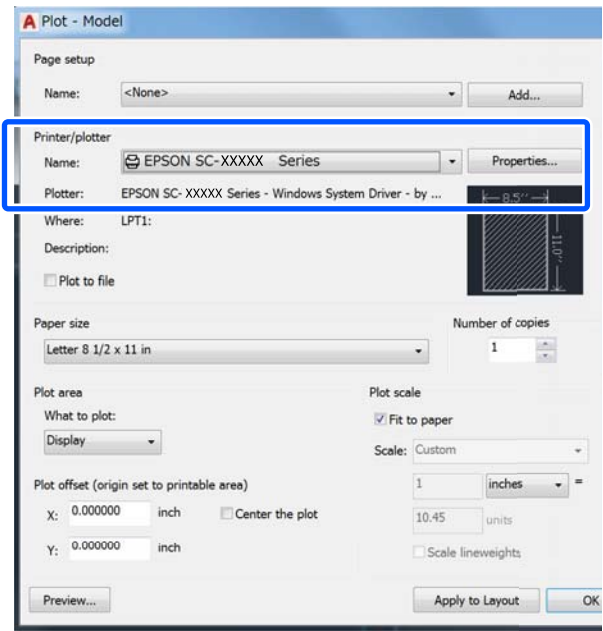 A Plot - Model
Page setup
Name: <None> Add...
Printer/plotter
Name: EPSON SC-XXXXX Series Properties...
Plotter: EPSON SC- XXXXX Series - Windows System Driver - by ...
8.5''
Where: LPT1:
11.0''
Description:
Plot to file
Paper size Number of copies
Letter 8 1/2 x 11 in 1
Plot area Plot scale
What to plot: Fit to paper
Display Scale: Custom
Plot offset (origin set to printable area) 1 inches =
X: 0.000000 inch Center the plot 10.45 units
Y: 0.000000 inch Scale lineweights
Preview... Apply to Layout OK